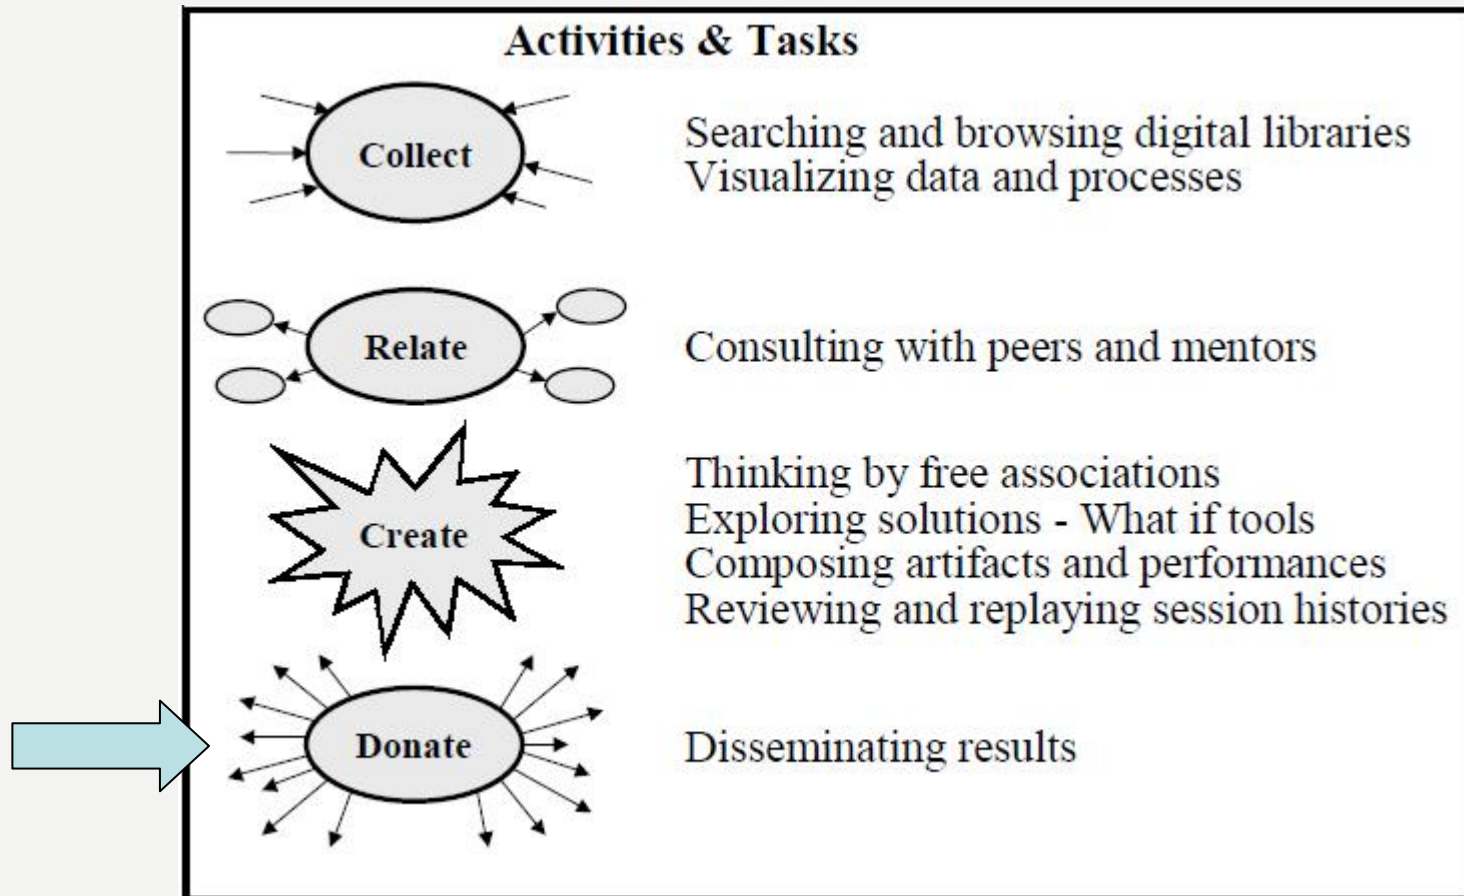 Activities & Tasks
Collect
Searching and browsing digital libraries
Visualizing data and processes
Relate
Consulting with peers and mentors
Create
Thinking by free associations
Exploring solutions - What if tools
Composing artifacts and performances
Reviewing and replaying session histories
Donate
Disseminating results